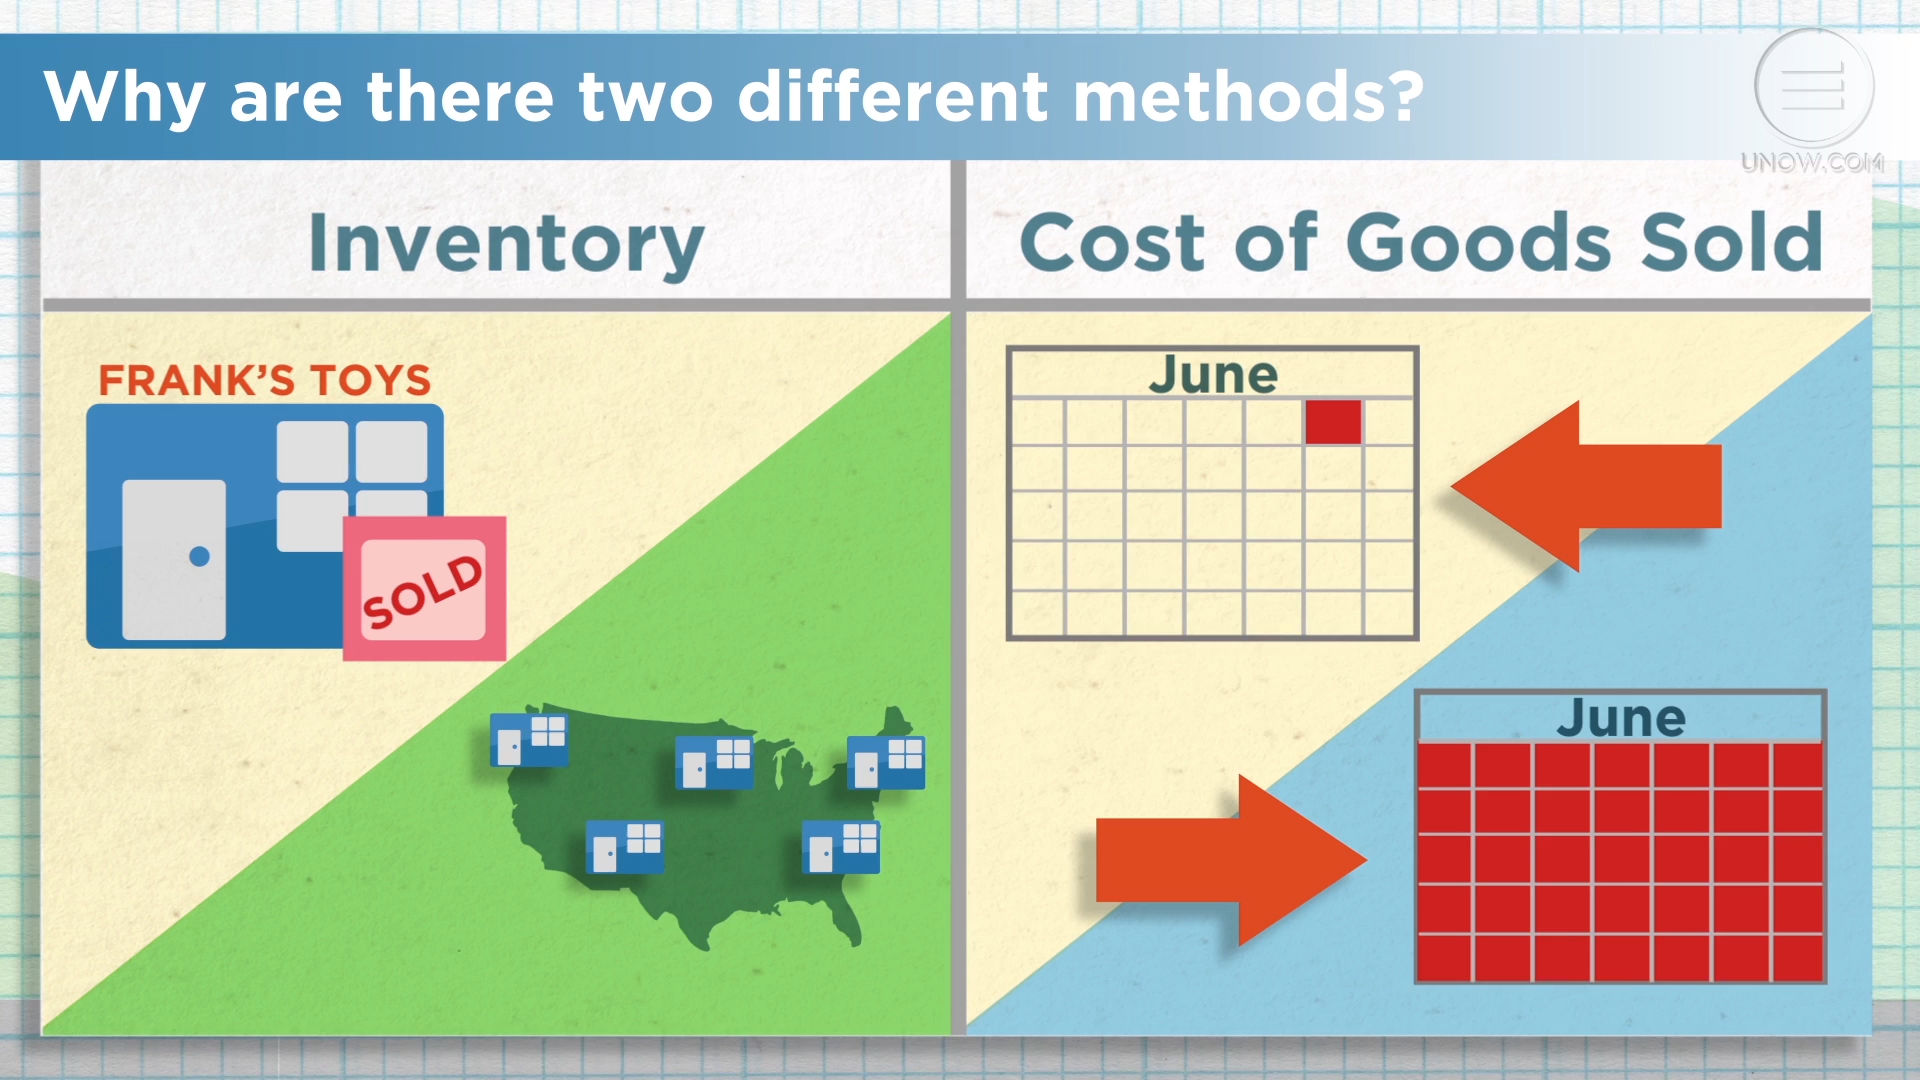 Why are there two different methods?
UNOW.COM
Inventory
Cost of Goods Sold
FRANK'S TOYS
SOLD
June
June